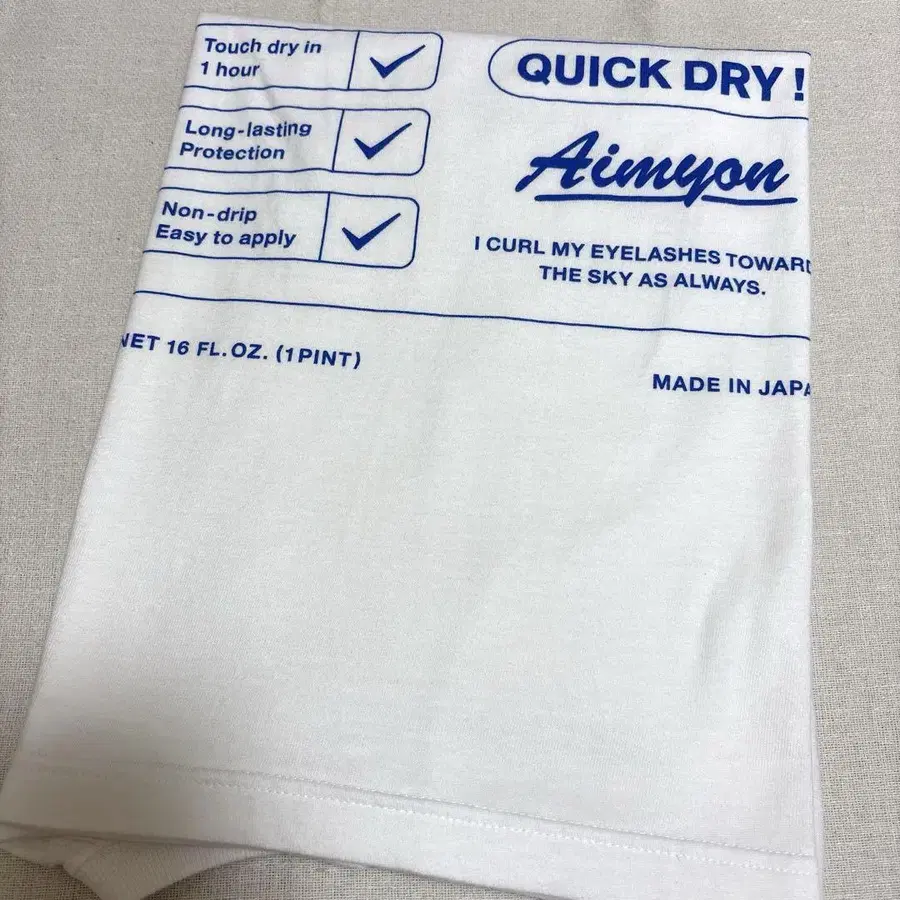 Touch dry in
1 hour
Long-lasting
Protection
Non-drip
Easy to apply
QUICK DRY!
Aimyon
I CURL MY EYELASHES TOWARD
THE SKY AS ALWAYS.
NET 16 FL.OZ. (1PINT)
MADE IN JAPA